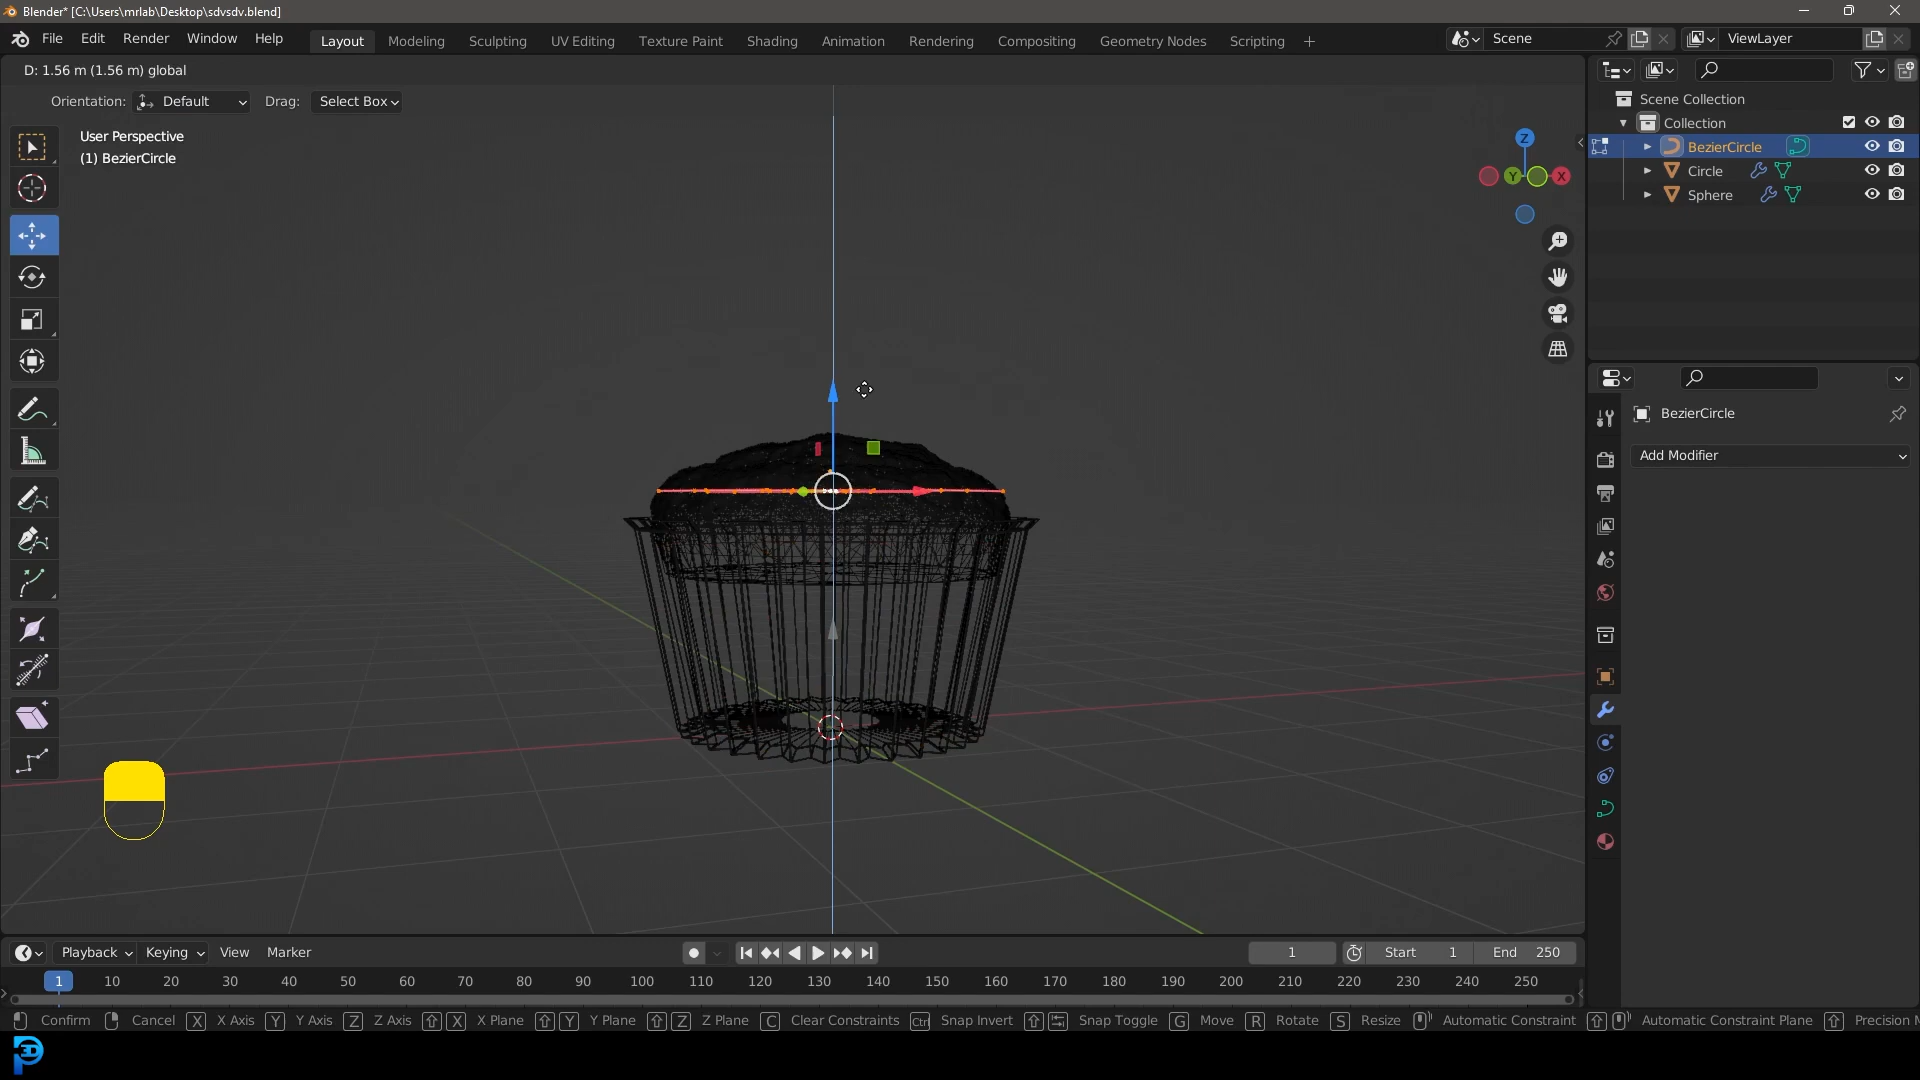 Blender* [C:\Users\mrlab\Desktop\sdvsdv.blend]
File Edit Render Window Help Layout Modeling Sculpting UV Editing Texture Paint Shading Animation Rendering Compositing Geometry Nodes Scripting + Scene ViewLayer
D: 1.56 m (1.56 m) global
Orientation: Default Drag: Select Box
User Perspective
(1) BezierCircle
Z
Y X
Scene Collection
Collection
BezierCircle
Circle
Sphere
BezierCircle
Add Modifier
Playback Keying View Marker 1 Start 1 End 250
1 10 20 30 40 50 60 70 80 90 100 110 120 130 140 150 160 170 180 190 200 210 220 230 240 250
Confirm Cancel X X Axis Y Y Axis Z Z Axis X X Plane Y Y Plane Z Z Plane C Clear Constraints Ctrl Snap Invert Snap Toggle G Move R Rotate S Resize Automatic Constraint Automatic Constraint Plane Precision M